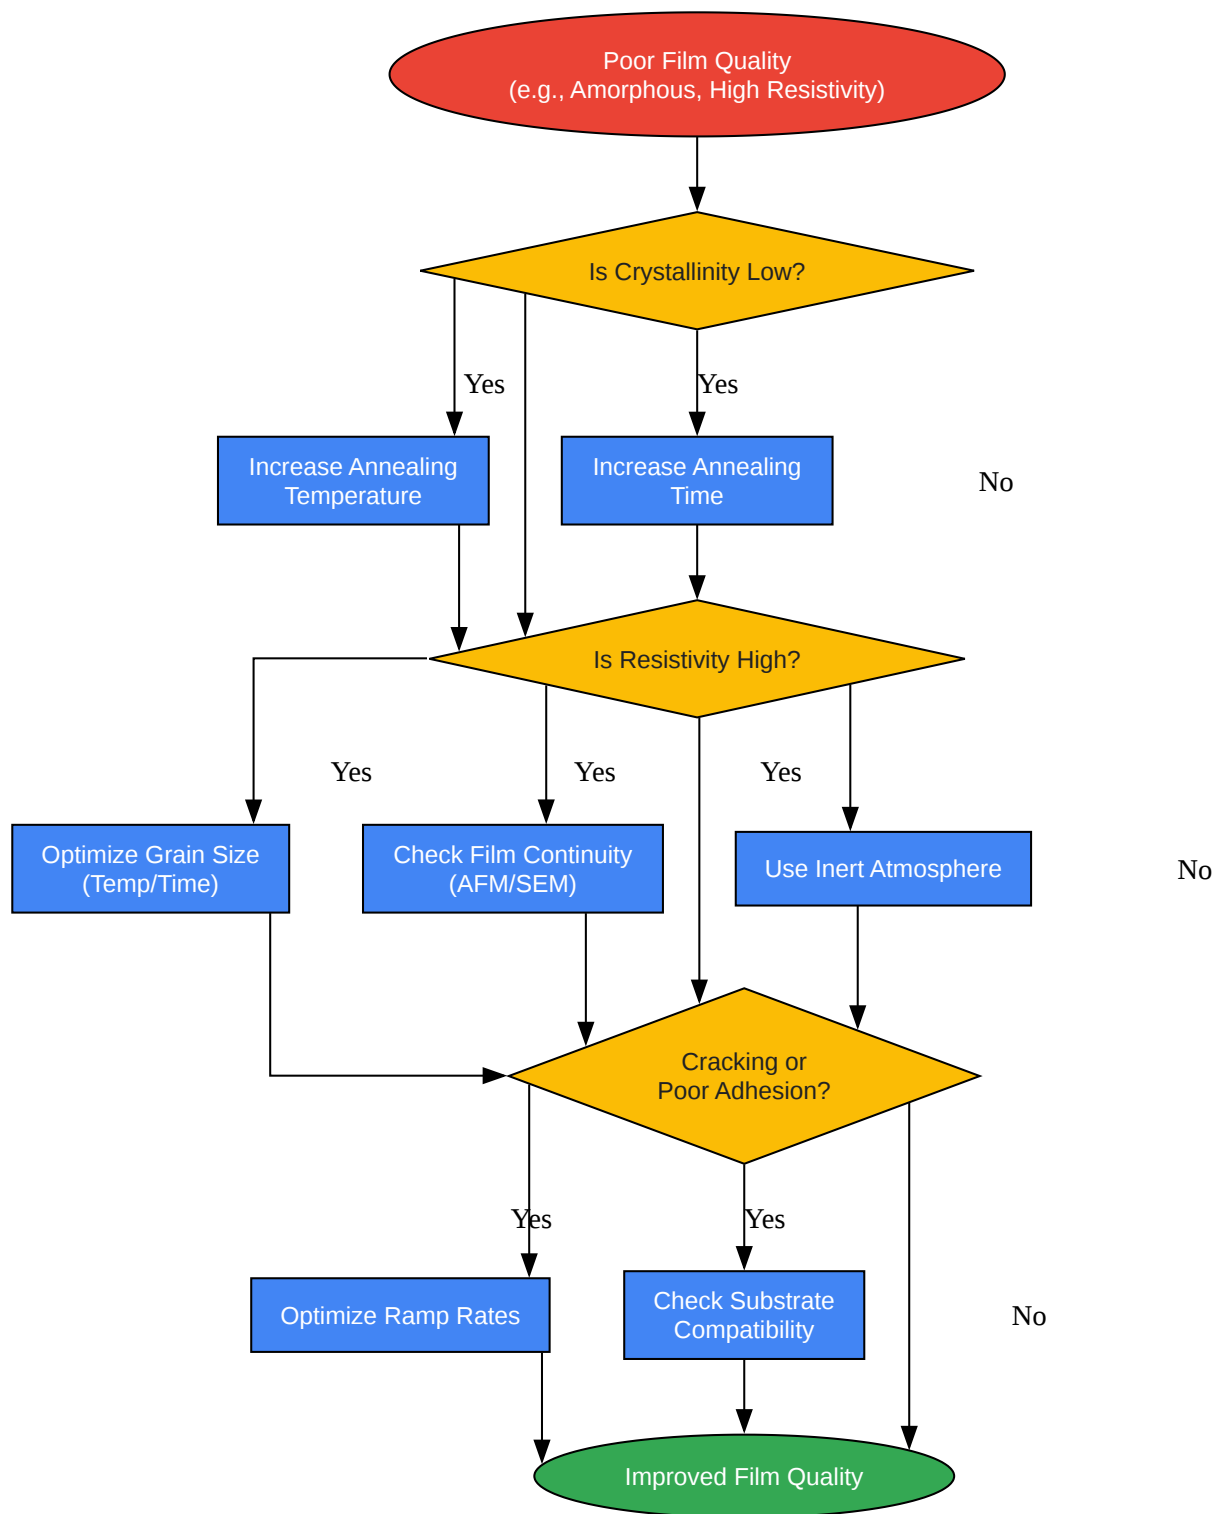 Poor Film Quality
(e.g., Amorphous, High Resistivity)
Is Crystallinity Low?
Yes
Yes
Increase Annealing
Temperature
Increase Annealing
Time
No
Is Resistivity High?
Yes
Yes
Yes
Optimize Grain Size
(Temp/Time)
Check Film Continuity
(AFM/SEM)
Use Inert Atmosphere
No
Cracking or
Poor Adhesion?
Yes
Yes
Optimize Ramp Rates
Check Substrate
Compatibility
No
Improved Film Quality